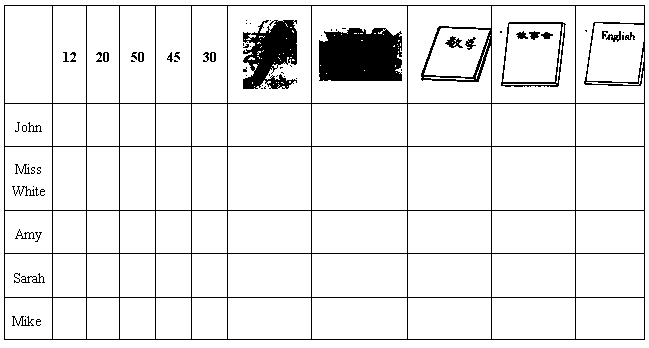 12 20 50 45 30 数学 故事书 English
John
Miss
White
Amy
Sarah
Mike